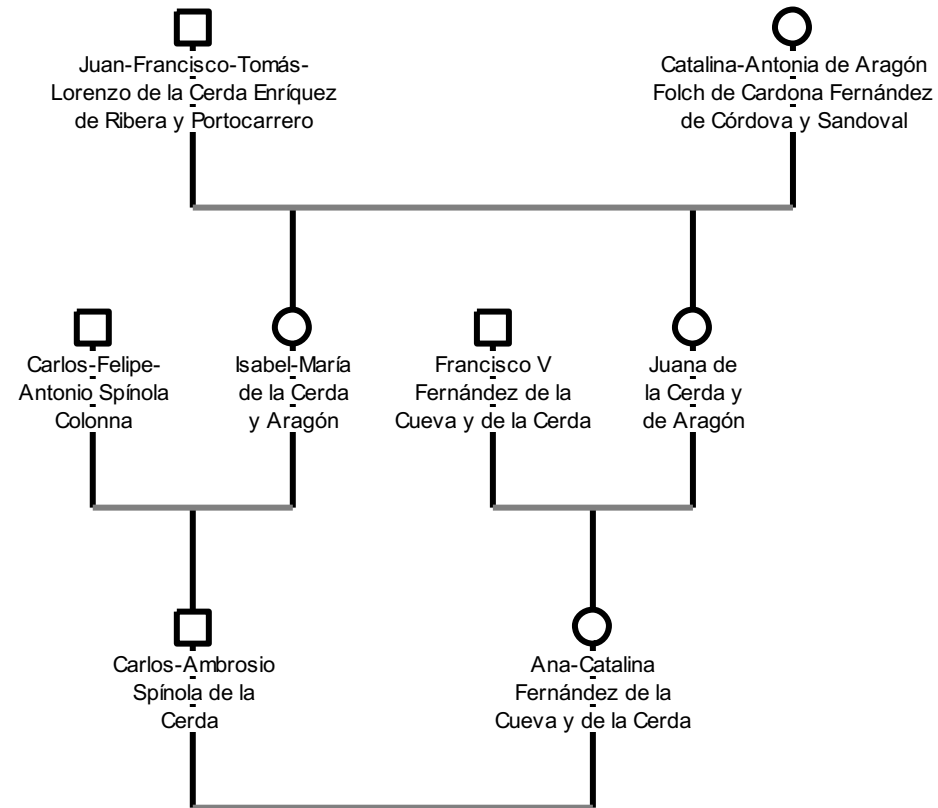 Juan-Francisco-Tomás-
Lorenzo de la Cerda Enríquez
de Ribera y Portocarrero
Catalina-Antonia de Aragón
Folch de Cardona Fernández
de Córdova y Sandoval
Carlos-Felipe-
Antonio Spínola
Colonna
Isabel-María
de la Cerda
y Aragón
Francisco V
Fernández de la
Cueva y de la Cerda
Juana de
la Cerda y
de Aragón
Carlos-Ambrosio
Spínola de la
Cerda
Ana-Catalina
Fernández de la
Cueva y de la Cerda